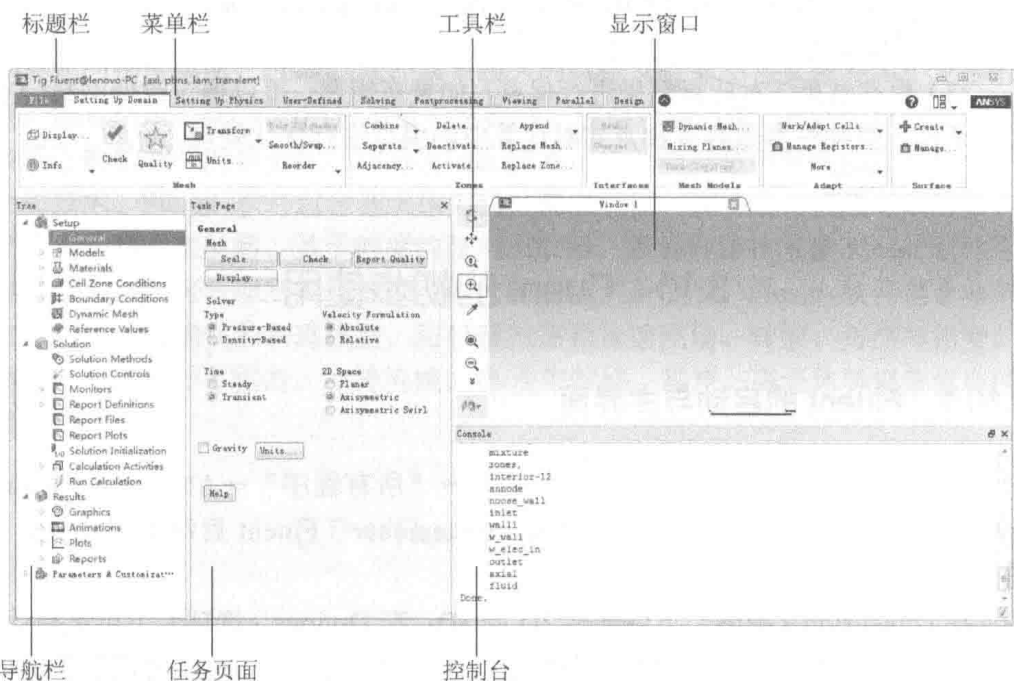 标题栏 菜单栏 工具栏 显示窗口
Tig Fluent@lenovo-PC [axi, pbns, lam, transient]
File Setting Up Domain Setting Up Physics User-Defined Solving Postprocessing Viewing Parallel Design ANSYS
Display... Transform Combine Delete... Append Dynamic Mesh... Mark/Adapt Cells Create
Smooth/Swap... Separate Deactivate... Replace Mesh... Mixing Planes... Manage Registers... Manage...
Info Check Quality Units... Reorder Adjacency... Activate... Replace Zone... More
Mesh Zones Interfaces Mesh Models Adapt Surface
Tree
Setup
General
Models
Materials
Cell Zone Conditions
Boundary Conditions
Dynamic Mesh
Reference Values
Solution
Solution Methods
Solution Controls
Monitors
Report Definitions
Report Files
Report Plots
Solution Initialization
Calculation Activities
Run Calculation
Results
Graphics
Animations
Plots
Reports
Parameters & Customizat...
Task Page
General
Mesh
Scale... Check Report Quality
Display...
Solver
Type Velocity Formulation
Pressure-Based Absolute
Density-Based Relative
Time 2D Space
Steady Planar
Transient Axisymmetric
Axisymmetric Swirl
Gravity Units...
Help
Window 1
Console
mixture
zones,
interior-12
annode
noose_wall
inlet
wall1
w_wall
w_elec_in
outlet
axial
fluid
Done.
导航栏 任务页面 控制台